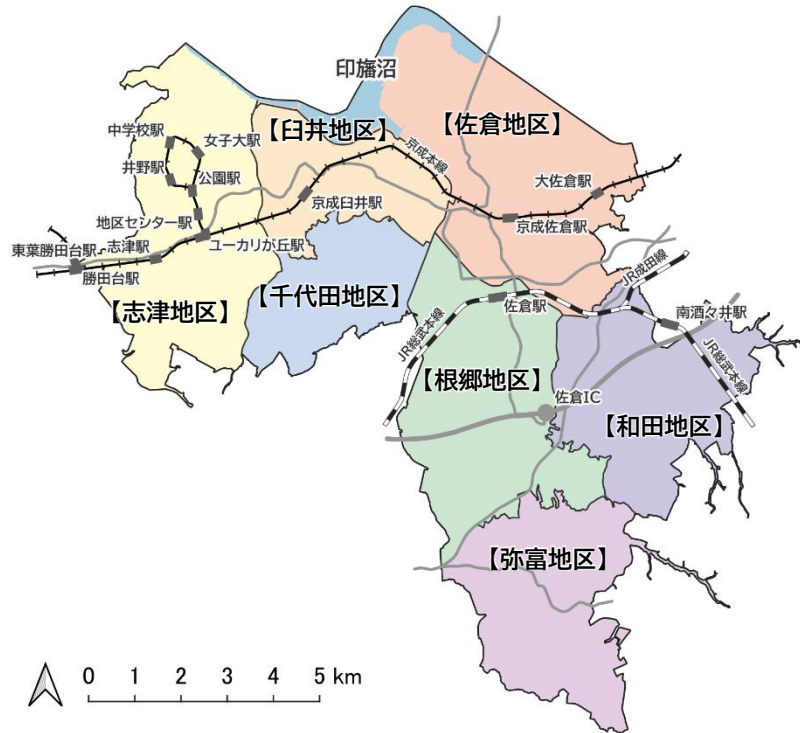 印旛沼
【臼井地区】
【佐倉地区】
中学校駅
女子大駅
井野駅
公園駅
京成本線
大佐倉駅
地区センター駅
京成臼井駅
京成佐倉駅
東葉勝田台駅
志津駅
ユーカリが丘駅
勝田台駅
【志津地区】
【千代田地区】
JR成田線
佐倉駅
南酒々井駅
JR総武本線
JR総武本線
【根郷地区】
佐倉IC
【和田地区】
【弥富地区】
0 1 2 3 4 5 km